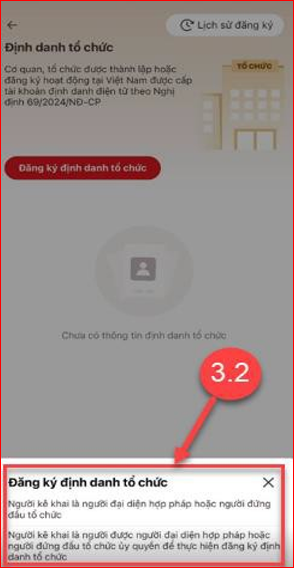 Lịch sử đăng ký
Định danh tổ chức
Cơ quan, tổ chức được thành lập hoặc
đăng ký hoạt động tại Việt Nam được cấp
tài khoản định danh điện tử theo Nghị
định 69/2024/NĐ-CP
TỔ CHỨC
Đăng ký định danh tổ chức
Chưa có thông tin định danh tổ chức
3.2
Đăng ký định danh tổ chức
Người kê khai là người đại diện hợp pháp hoặc người đứng
đầu tổ chức
Người kê khai là người được người đại diện hợp pháp hoặc
người đứng đầu tổ chức ủy quyền để thực hiện đăng ký định
danh tổ chức